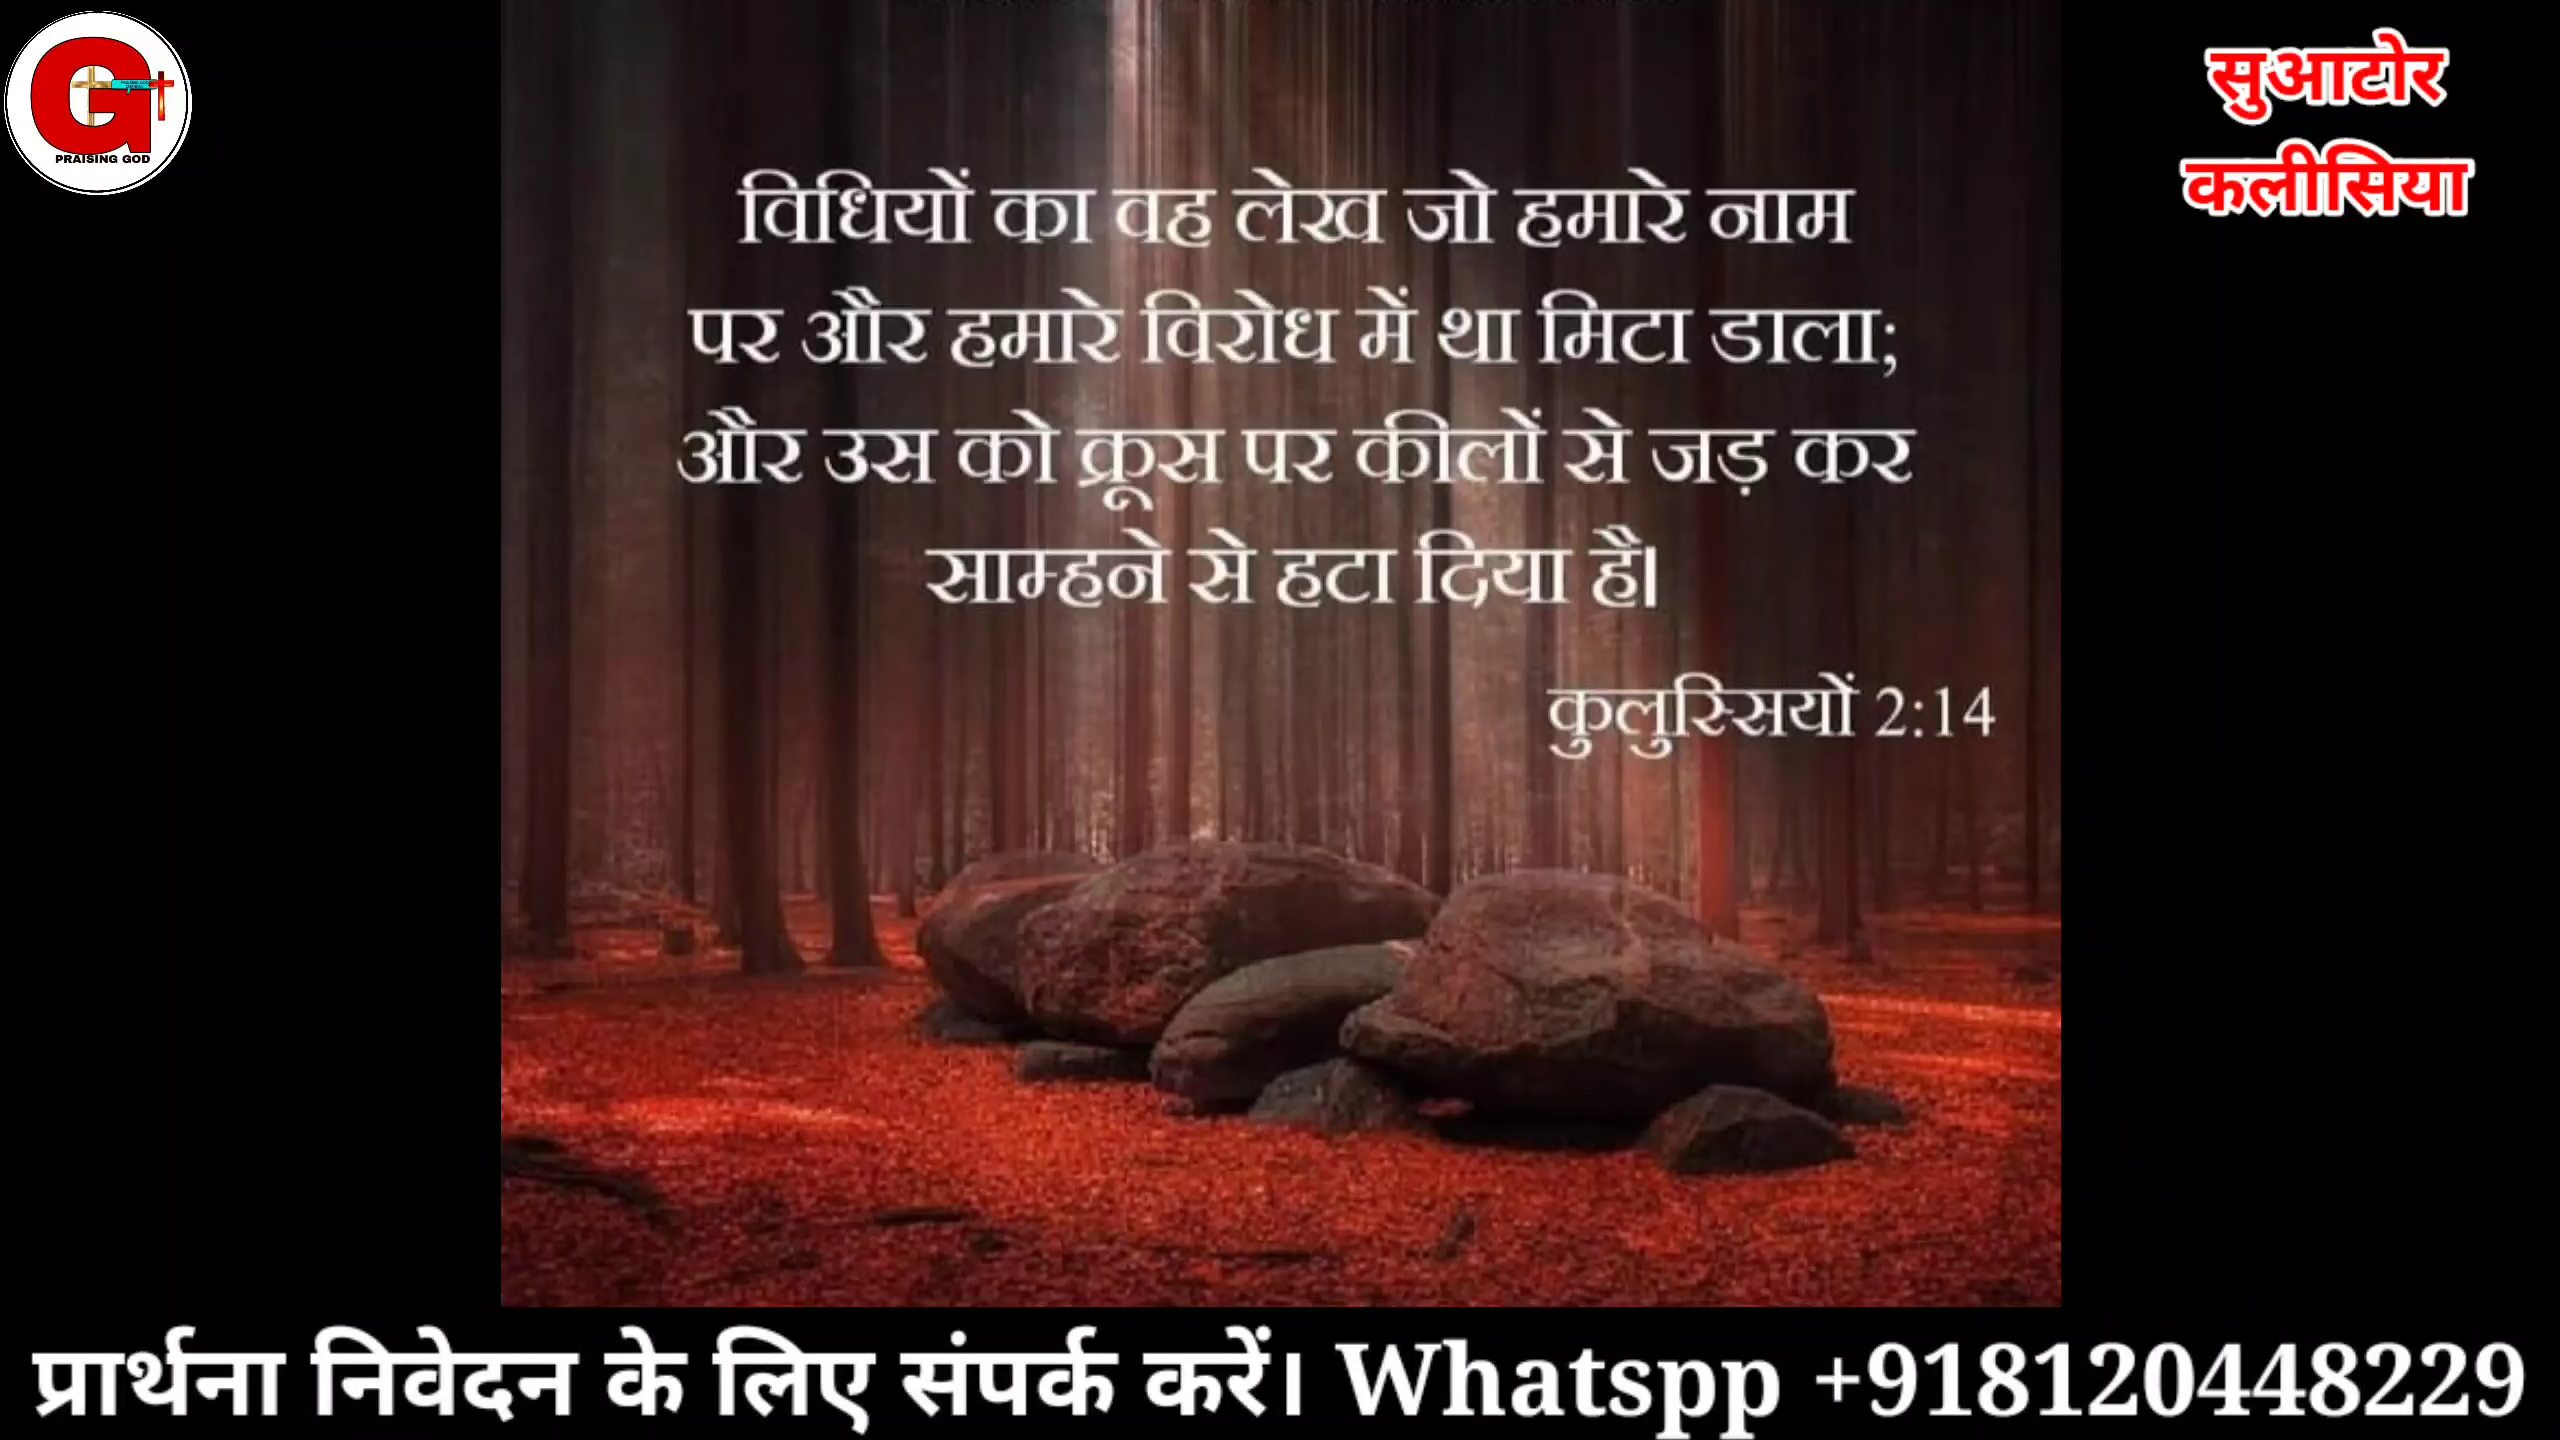 PRAISING GOD
सुआटोर
कलीसिया
विधियों का वह लेख जो हमारे नाम
पर और हमारे विरोध में था मिटा डाला;
और उस को क्रूस पर कीलों से जड़ कर
साम्हने से हटा दिया है।
कुलुस्सियों 2:14
प्रार्थना निवेदन के लिए संपर्क करें। Whatspp +918120448229